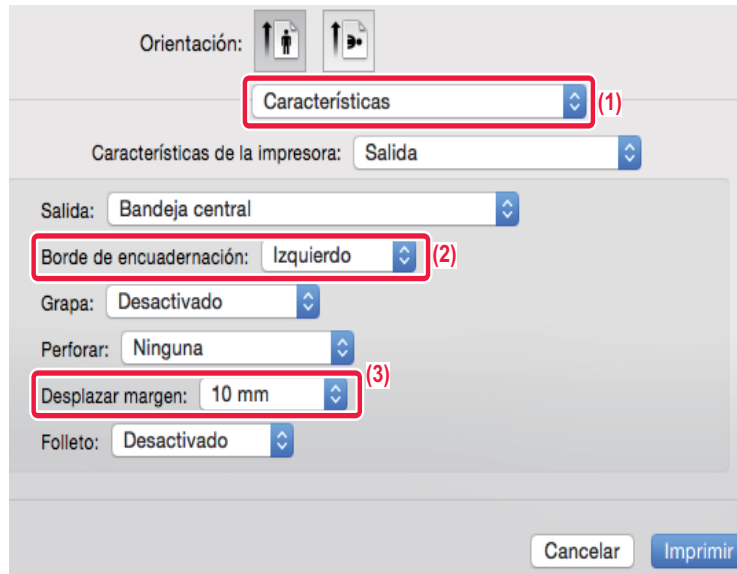 Orientación:
Características (1)
Características de la impresora: Salida
Salida: Bandeja central
Borde de encuadernación: Izquierdo (2)
Grapa: Desactivado
Perforar: Ninguna
(3)
Desplazar margen: 10 mm
Folleto: Desactivado
Cancelar Imprimir